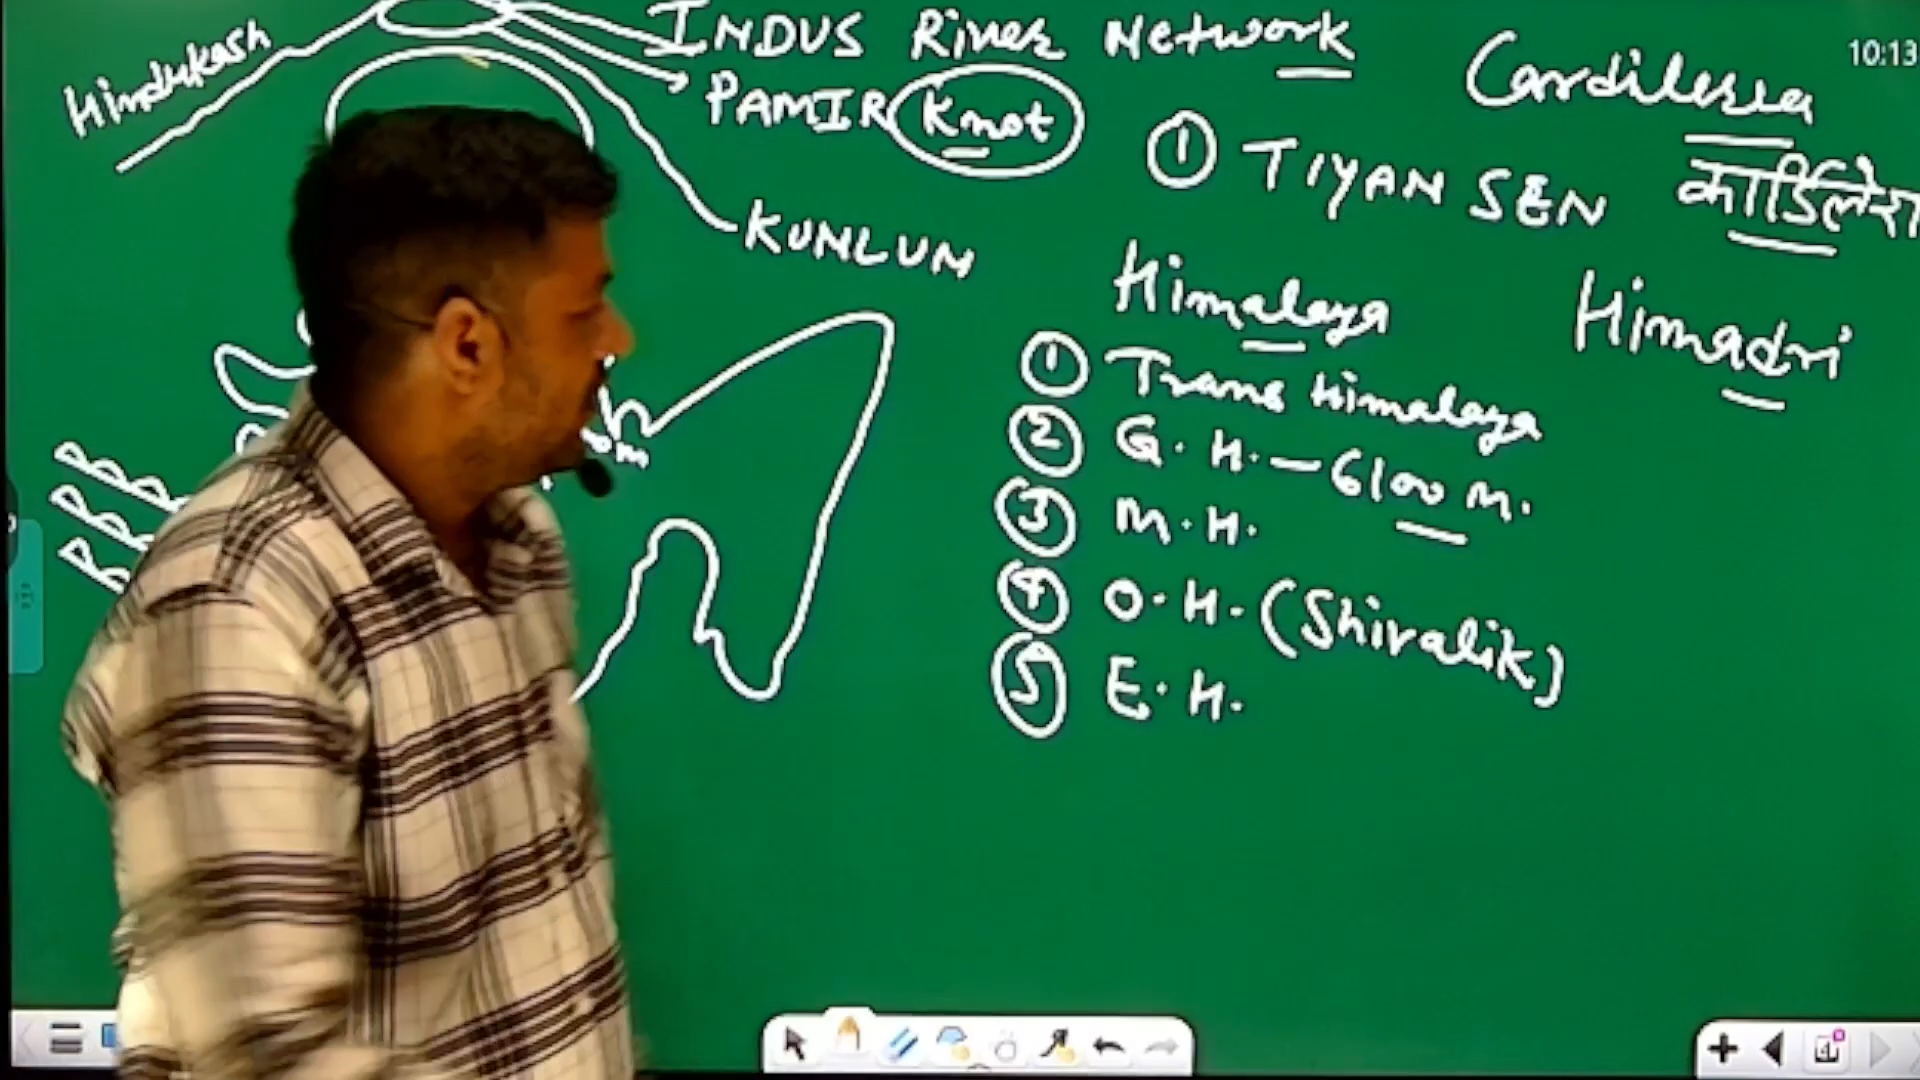 INDUS River Network
10:13
Hindukash
PAMIR Knot
Cardilera
① TIYAN SEN
कार्डिलेरा
KUNLUN
Himalaya
Himadri
① Trans Himalaya
② G.H. - 6100 m.
③ M.H.
④ O.H. (Shivalik)
⑤ E.H.